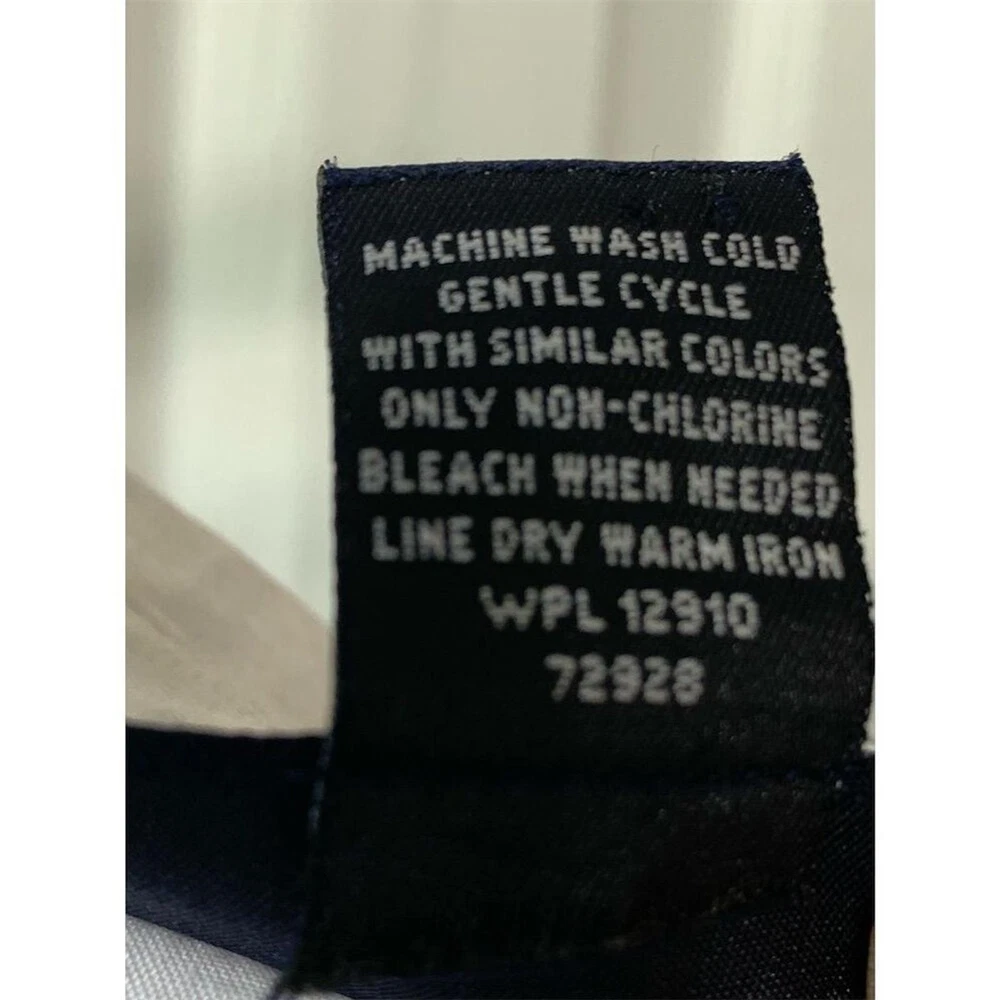 MACHINE WASH COLD
GENTLE CYCLE
WITH SIMILAR COLORS
ONLY NON-CHLORINE
BLEACH WHEN NEEDED
LINE DRY WARM IRON
WPL 12910
72928